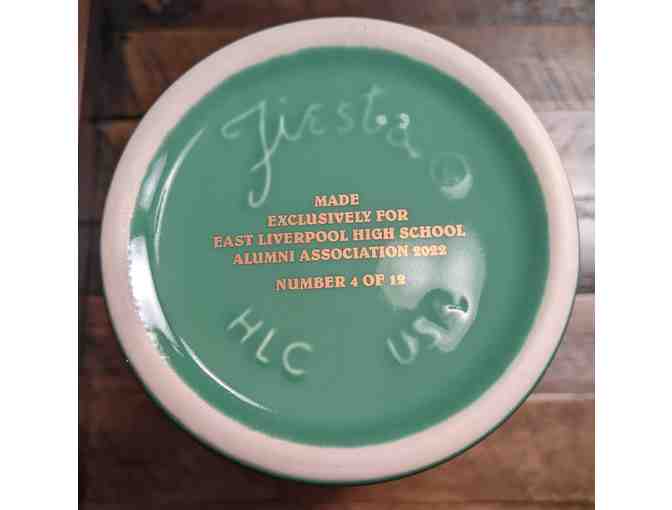 fiesta®
MADE
EXCLUSIVELY FOR
EAST LIVERPOOL HIGH SCHOOL
ALUMNI ASSOCIATION 2022
NUMBER 4 OF 12
HLC USA